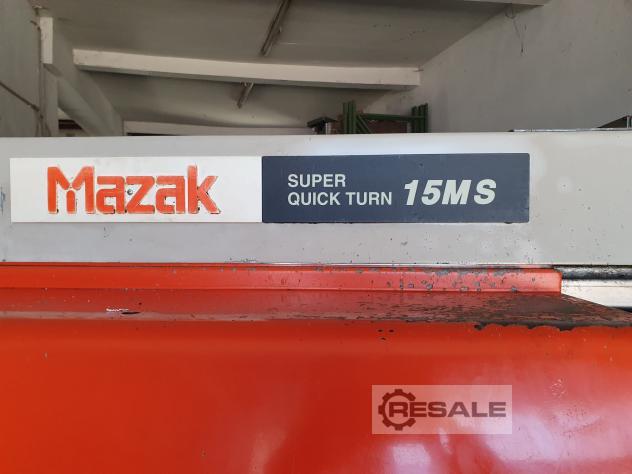 Mazak
SUPER
QUICK TURN 15MS
RESALE